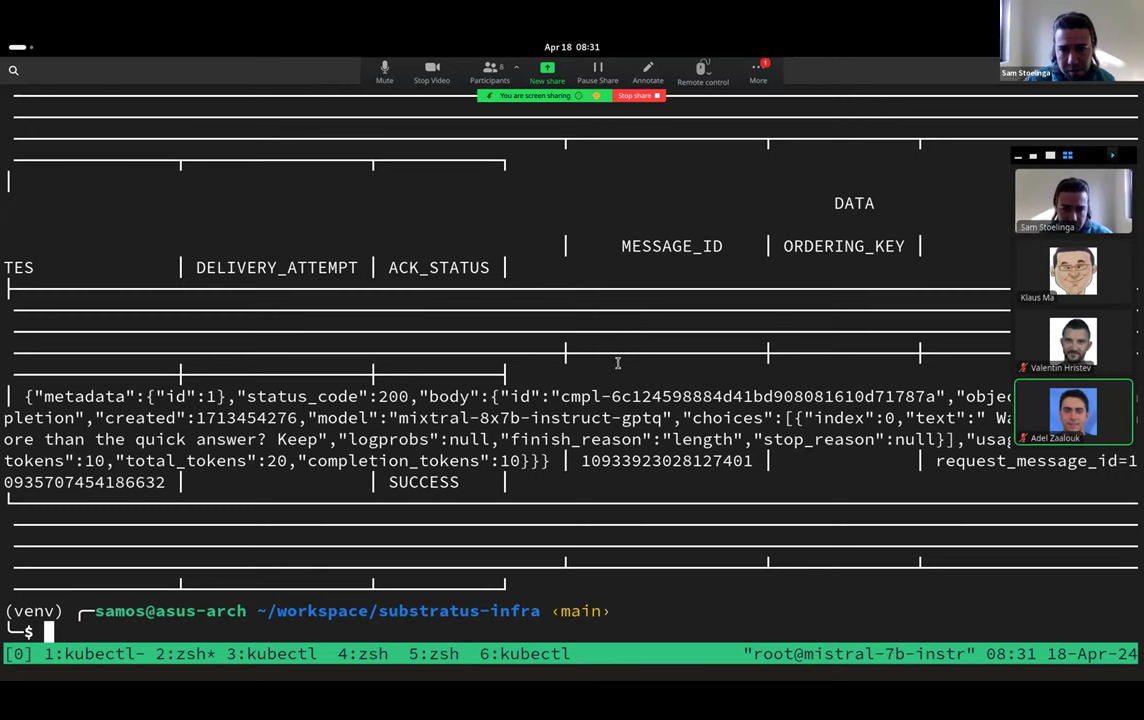 Apr 18 08:31
Sam Stoelinga
Mute
Stop Video
Participants
8
New share
Pause Share
Annotate
Remote control
More
1
You are screen sharing
Stop share
Sam Stoelinga
Klaus Ma
Valentin Hristev
Adel Zaalouk
DATA
| MESSAGE_ID | ORDERING_KEY |
TES | DELIVERY_ATTEMPT | ACK_STATUS |
| {"metadata":{"id":1},"status_code":200,"body":{"id":"cmpl-6c124598884d41bd908081610d71787a","objec
pletion","created":1713454276,"model":"mixtral-8x7b-instruct-gptq","choices":[{"index":0,"text":" Wa
ore than the quick answer? Keep","logprobs":null,"finish_reason":"length","stop_reason":null}],"usag
tokens":10,"total_tokens":20,"completion_tokens":10}}} | 10933923028127401 | | request_message_id=1
0935707454186632 | | SUCCESS |
(venv) ╭─samos@asus-arch ~/workspace/substratus-infra ‹main›
╰─$
[0] 1:kubectl- 2:zsh* 3:kubectl 4:zsh 5:zsh 6:kubectl "root@mistral-7b-instr" 08:31 18-Apr-24